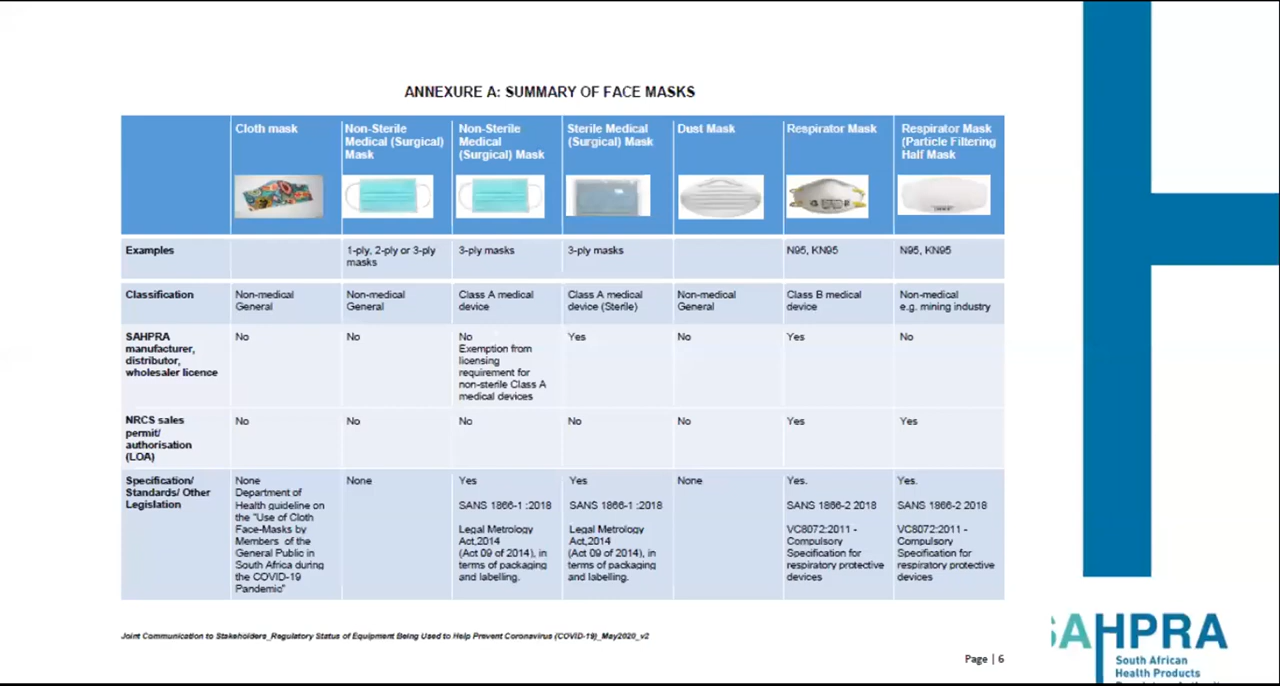 ANNEXURE A: SUMMARY OF FACE MASKS
Cloth mask
Non-Sterile
Medical (Surgical)
Mask
Non-Sterile
Medical
(Surgical) Mask
Sterile Medical
(Surgical) Mask
Dust Mask
Respirator Mask
Respirator Mask
(Particle Filtering
Half Mask
Examples
1-ply, 2-ply or 3-ply
masks
3-ply masks
3-ply masks
N95, KN95
N95, KN95
Classification
Non-medical
General
Non-medical
General
Class A medical
device
Class A medical
device (Sterile)
Non-medical
General
Class B medical
device
Non-medical
e.g. mining industry
SAHPRA
manufacturer,
distributor,
wholesaler licence
No
No
No
Exemption from
licensing
requirement for
non-sterile Class A
medical devices
Yes
No
Yes
No
NRCS sales
permit/
authorisation
(LOA)
No
No
No
No
No
Yes
Yes
Specification/
Standards/ Other
Legislation
None
Department of
Health guideline on
the "Use of Cloth
Face-Masks by
Members of the
General Public in
South Africa during
the COVID-19
Pandemic"
None
Yes
SANS 1866-1 :2018
Legal Metrology
Act,2014
(Act 09 of 2014), in
terms of packaging
and labelling.
Yes
SANS 1866-1 :2018
Legal Metrology
Act,2014
(Act 09 of 2014), in
terms of packaging
and labelling.
None
Yes.
SANS 1866-2 2018
VC8072:2011 -
Compulsory
Specification for
respiratory protective
devices
Yes.
SANS 1866-2 2018
VC8072:2011 -
Compulsory
Specification for
respiratory protective
devices
Joint Communication to Stakeholders_Regulatory Status of Equipment Being Used to Help Prevent Coronavirus (COVID-19)_May2020_v2
Page | 6
SAHPRA
South African
Health Products